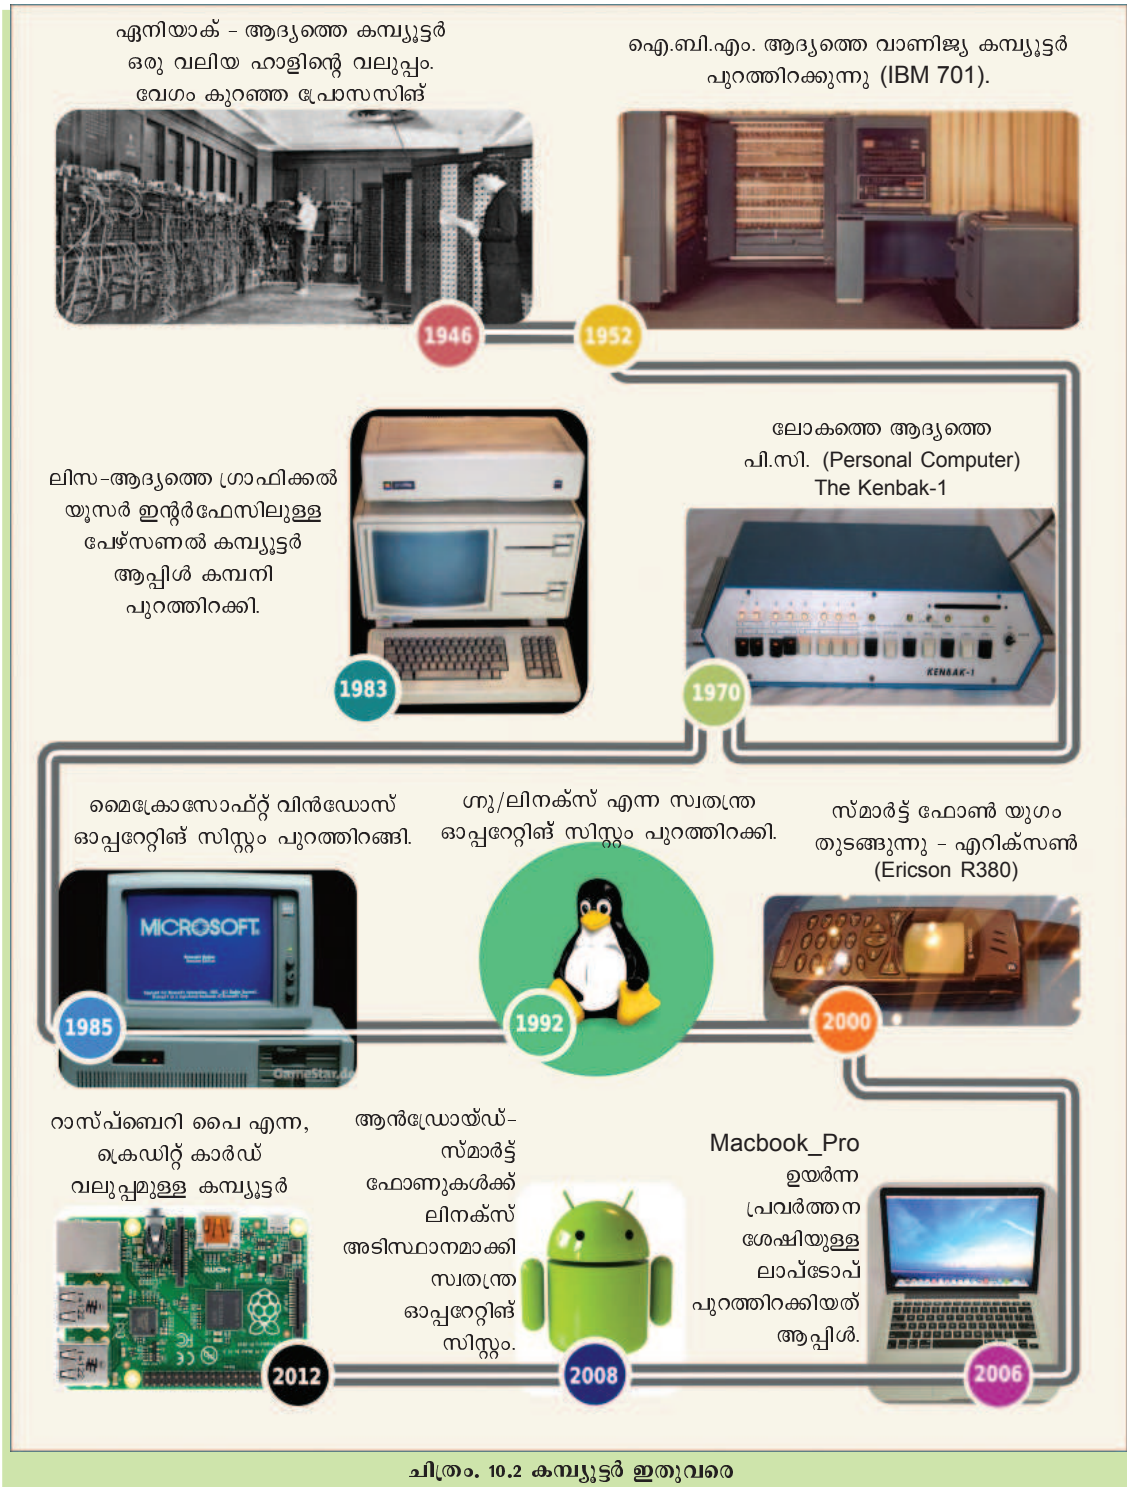 ഏനിയാക് – ആദ്യത്തെ കമ്പ്യൂട്ടർ
ഒരു വലിയ ഹാളിന്റെ വലുപ്പം.
വേഗം കുറഞ്ഞ പ്രോസസിങ്
1946
ഐ.ബി.എം. ആദ്യത്തെ വാണിജ്യ കമ്പ്യൂട്ടർ
പുറത്തിറക്കുന്നു (IBM 701).
1952
ലോകത്തെ ആദ്യത്തെ
പി.സി. (Personal Computer)
The Kenbak-1
KENBAK-1
1970
ലിസ–ആദ്യത്തെ ഗ്രാഫിക്കൽ
യൂസർ ഇന്റർഫേസിലുള്ള
പേഴ്സണൽ കമ്പ്യൂട്ടർ
ആപ്പിൾ കമ്പനി
പുറത്തിറക്കി.
1983
മൈക്രോസോഫ്റ്റ് വിൻഡോസ്
ഓപ്പറേറ്റിങ് സിസ്റ്റം പുറത്തിറങ്ങി.
MICROSOFT
GameStar.de
1985
ഗ്നു/ലിനക്സ് എന്ന സ്വതന്ത്ര
ഓപ്പറേറ്റിങ് സിസ്റ്റം പുറത്തിറക്കി.
1992
സ്മാർട്ട് ഫോൺ യുഗം
തുടങ്ങുന്നു – എറിക്സൺ
(Ericson R380)
2000
Macbook_Pro
ഉയർന്ന
പ്രവർത്തന
ശേഷിയുള്ള
ലാപ്ടോപ്
പുറത്തിറക്കിയത്
ആപ്പിൾ.
2006
ആൻഡ്രോയ്ഡ്–
സ്മാർട്ട്
ഫോണുകൾക്ക്
ലിനക്സ്
അടിസ്ഥാനമാക്കി
സ്വതന്ത്ര
ഓപ്പറേറ്റിങ്
സിസ്റ്റം.
2008
റാസ്പ്ബെറി പൈ എന്ന,
ക്രെഡിറ്റ് കാർഡ്
വലുപ്പമുള്ള കമ്പ്യൂട്ടർ
HDMI
2012
ചിത്രം. 10.2 കമ്പ്യൂട്ടർ ഇതുവരെ